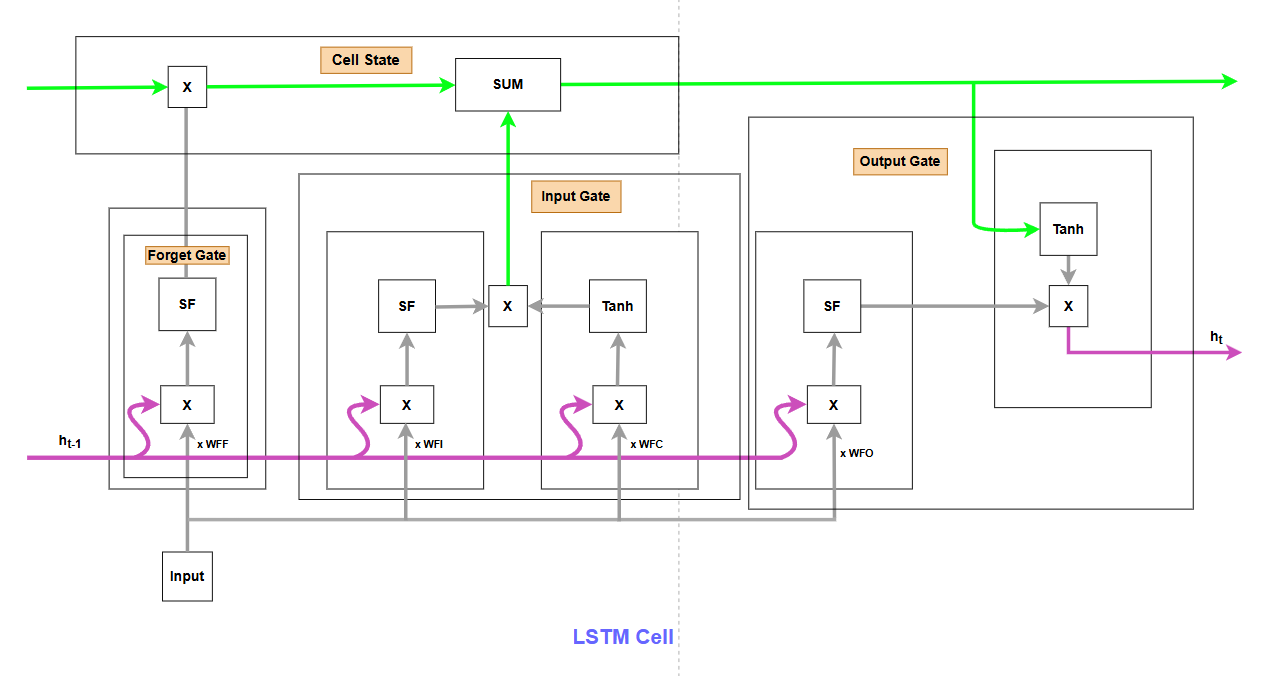 Cell State
X
SUM
Output Gate
Input Gate
Tanh
Forget Gate
SF
SF
X
Tanh
SF
X
h_t
X
X
X
X
h_t-1
x WFF
x WFI
x WFC
x WFO
Input
LSTM Cell